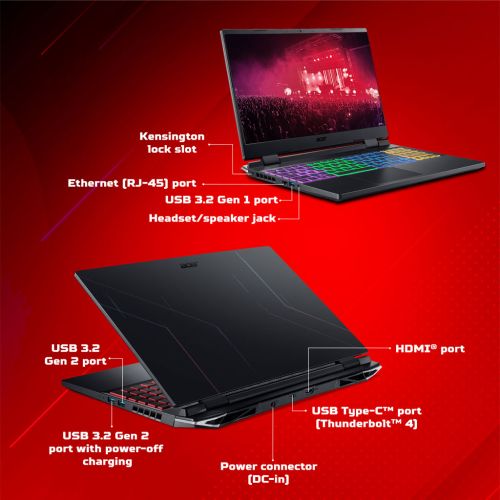 Kensington
lock slot
Ethernet (RJ-45) port
USB 3.2 Gen 1 port
Headset/speaker jack
acer
acer
USB 3.2
Gen 2 port
HDMI® port
USB Type-C™ port
(Thunderbolt™ 4)
USB 3.2 Gen 2
port with power-off
charging
Power connector
(DC-in)